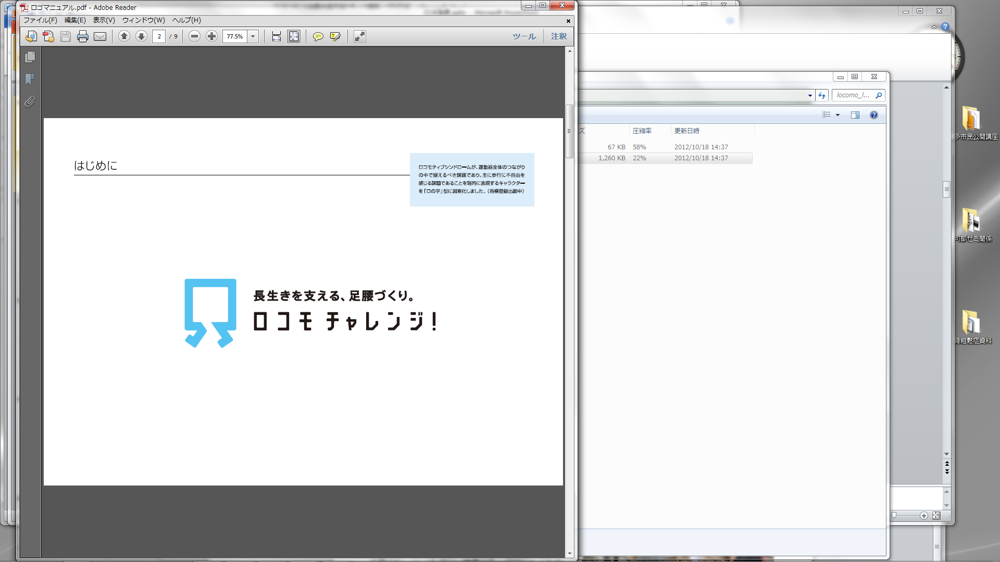 ロゴマニュアル.pdf - Adobe Reader
ファイル(F) 編集(E) 表示(V) ウィンドウ(W) ヘルプ(H)
2 / 9
77.5%
ツール
注釈
はじめに
ロコモティブシンドロームが、運動器全体のつながり
の中で捉えるべき課題であり、主に歩行に不自由を
感じる課題であることを端的に表現するキャラクター
を「ロの字」型に図案化しました。（商標登録出願中）
長生きを支える、足腰づくり。
ロコモ チャレンジ!
locomo_l...
ズ 圧縮率 更新日時
67 KB 58% 2012/10/18 14:37
1,260 KB 22% 2012/10/18 14:37
多市民公開講座
可部ゼミ関係
骨粗鬆症資料